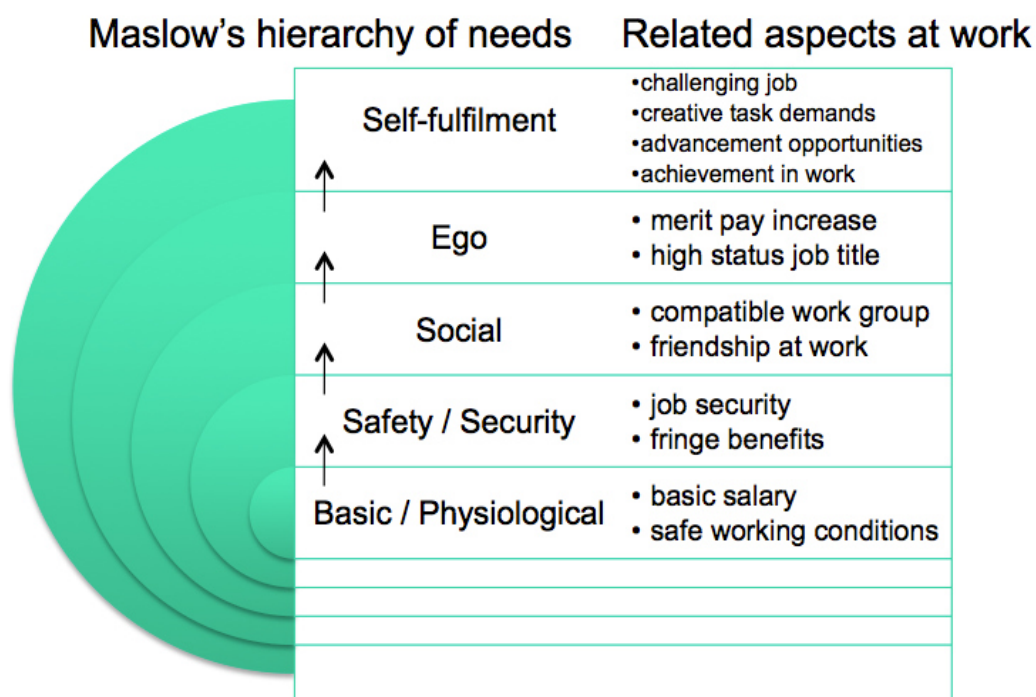 Maslow's hierarchy of needs
Related aspects at work
Self-fulfilment
•challenging job
•creative task demands
•advancement opportunities
•achievement in work
Ego
• merit pay increase
• high status job title
Social
• compatible work group
• friendship at work
Safety / Security
• job security
• fringe benefits
Basic / Physiological
• basic salary
• safe working conditions